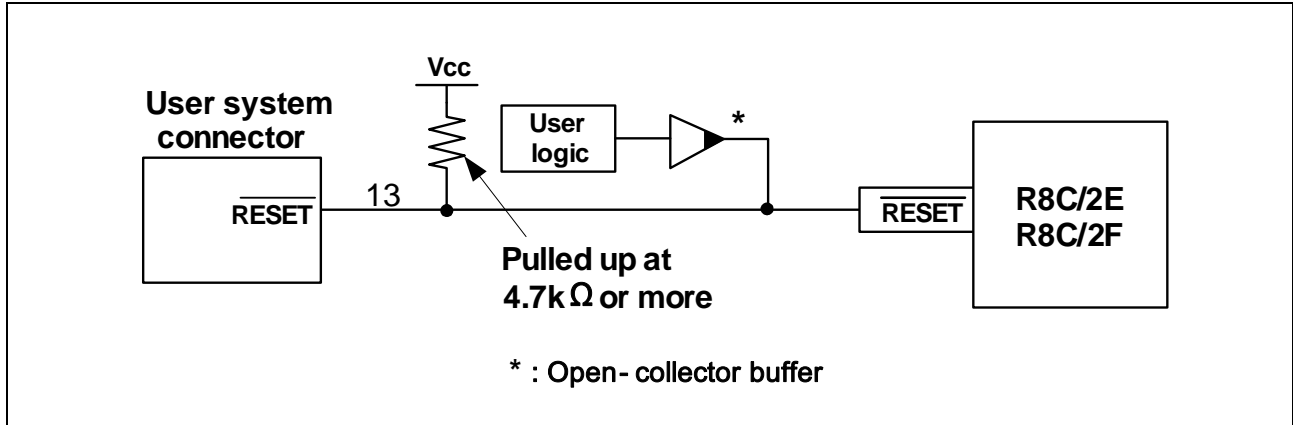 Vcc
User system
connector
User
logic
*
RESET
13
RESET
R8C/2E
R8C/2F
Pulled up at
4.7kΩ or more
* : Open- collector buffer